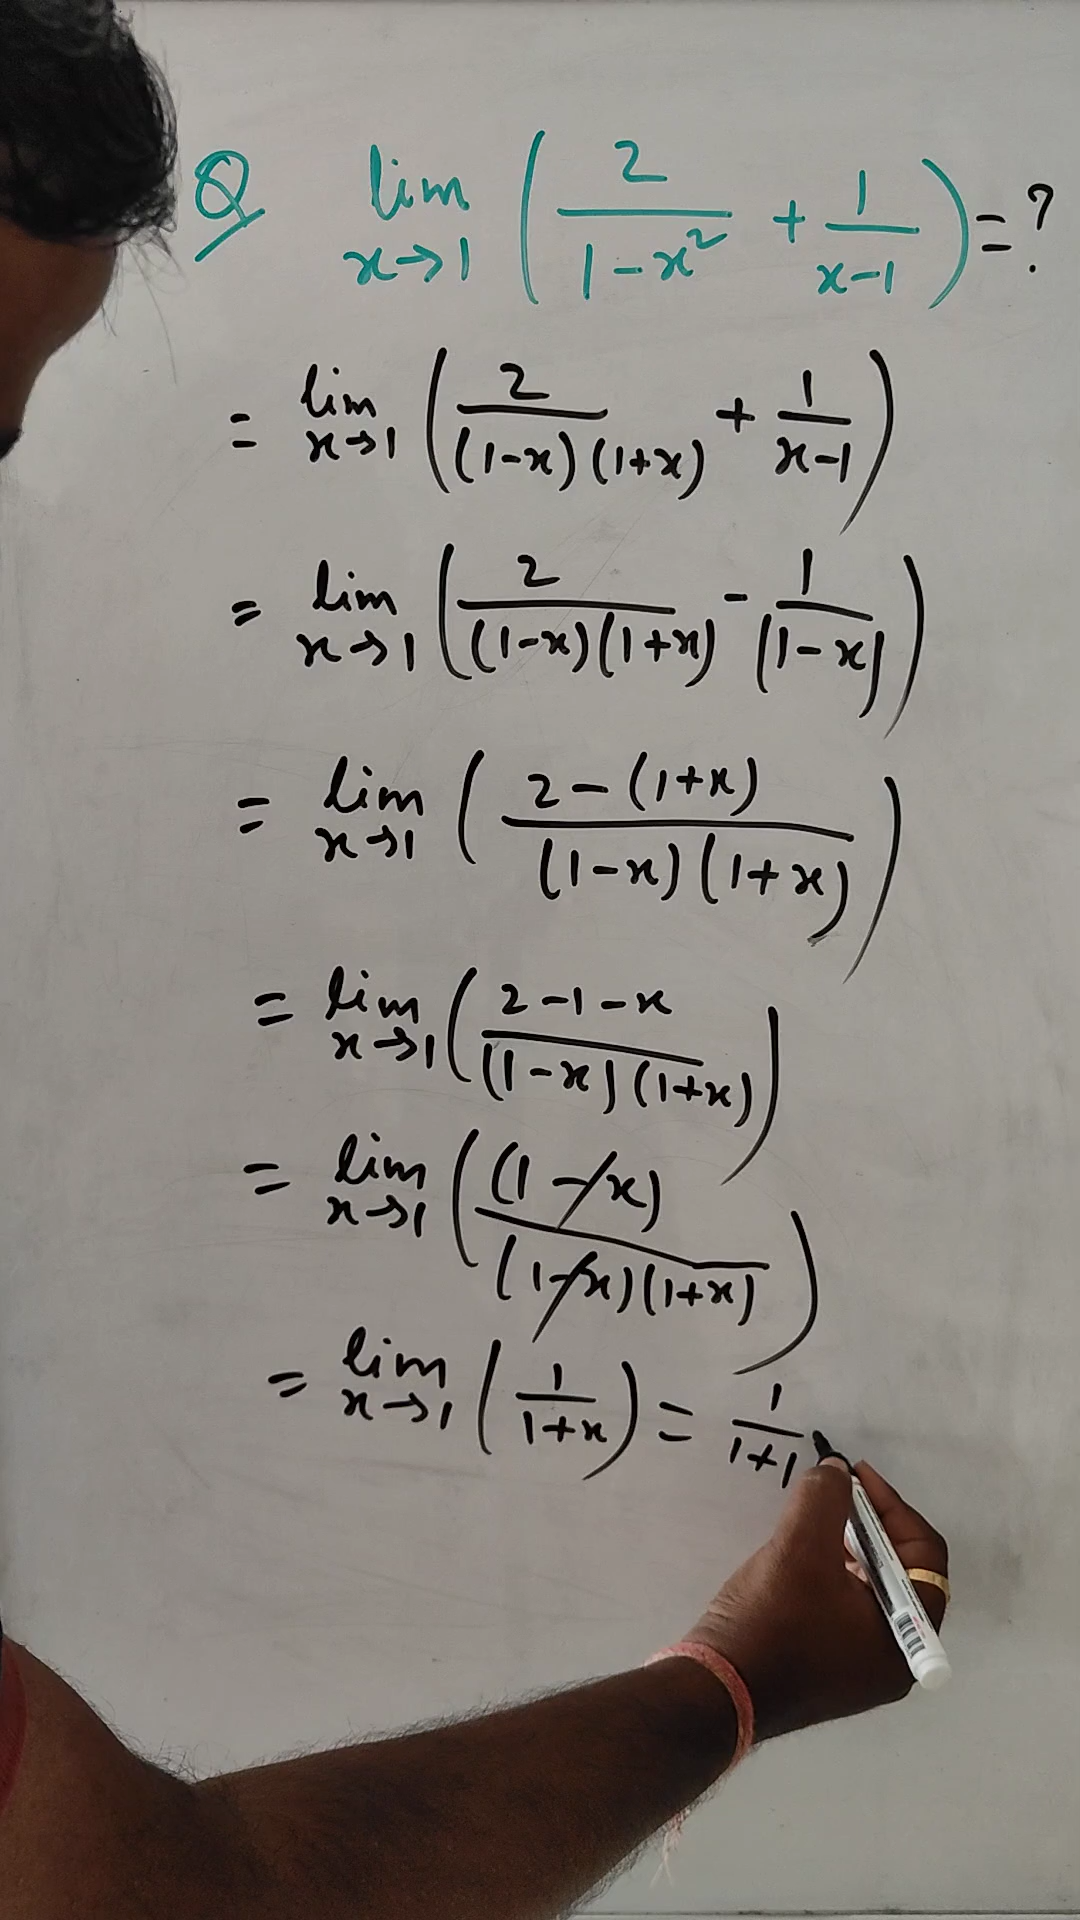 Q lim x→1 (2/(1-x²) + 1/(x-1)) = ?
= lim x→1 (2/((1-x)(1+x)) + 1/(x-1))
= lim x→1 (2/((1-x)(1+x)) - 1/(1-x))
= lim x→1 ((2-(1+x))/((1-x)(1+x)))
= lim x→1 ((2-1-x)/((1-x)(1+x)))
= lim x→1 ((1-x)/((1-x)(1+x)))
= lim x→1 (1/(1+x)) = 1/(1+1)